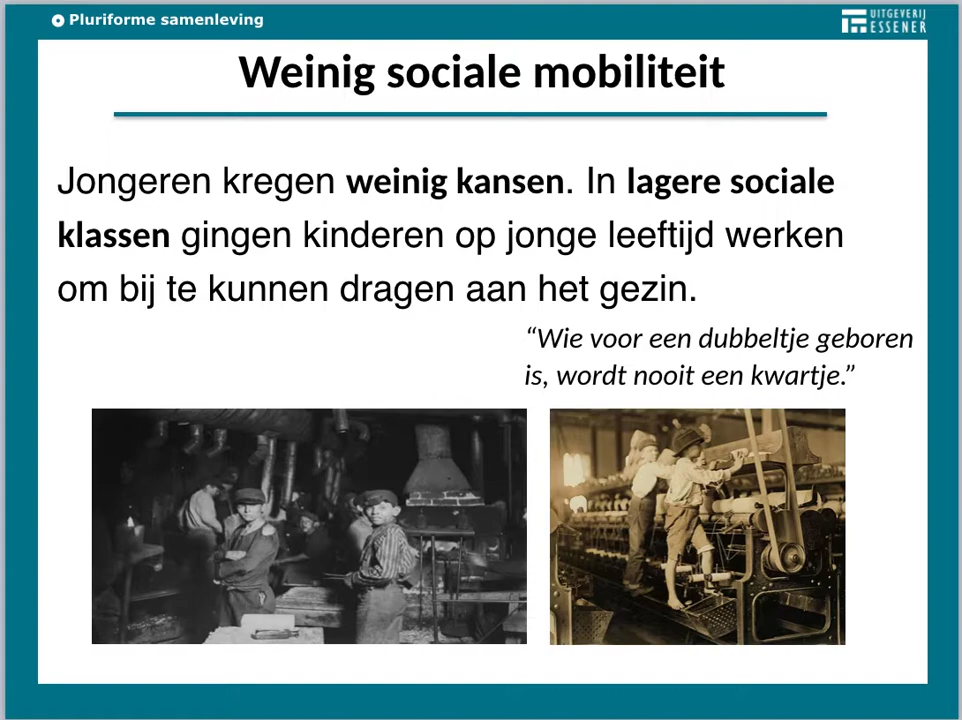 Pluriforme samenleving
UITGEVERIJ
ESSENER
Weinig sociale mobiliteit
Jongeren kregen weinig kansen. In lagere sociale
klassen gingen kinderen op jonge leeftijd werken
om bij te kunnen dragen aan het gezin.
“Wie voor een dubbeltje geboren
is, wordt nooit een kwartje.”